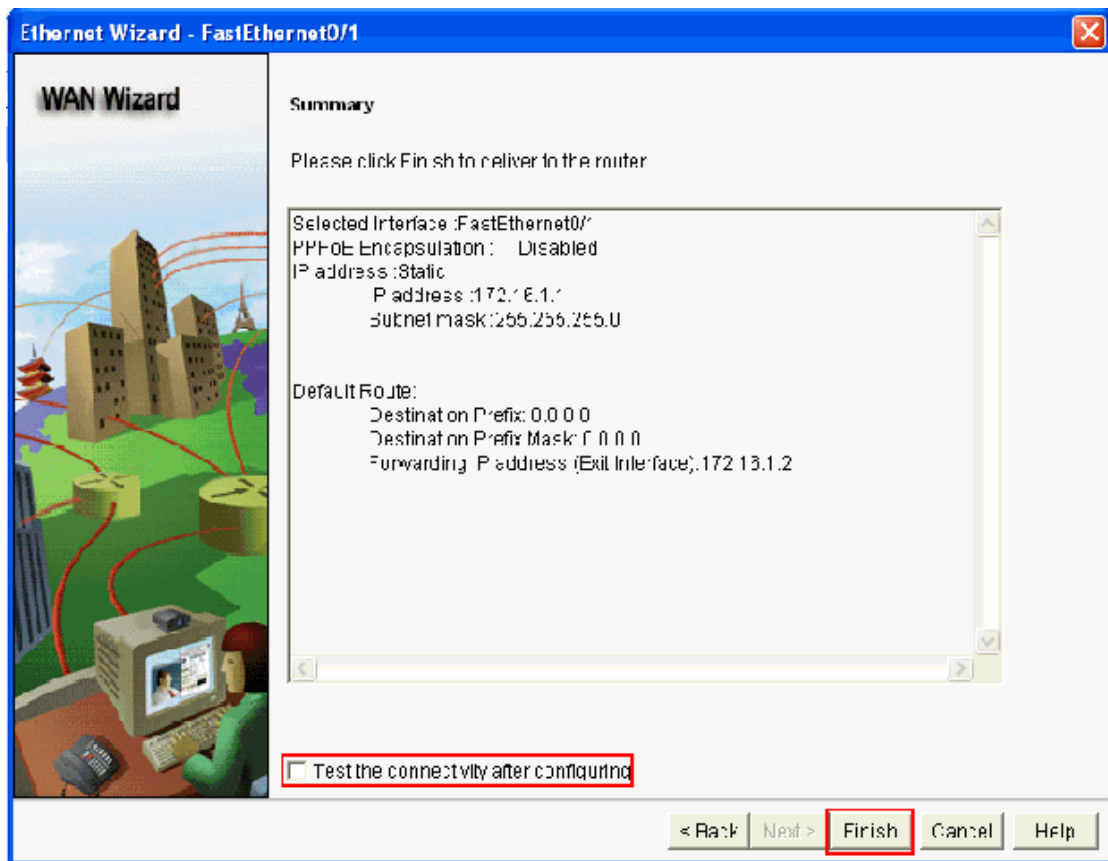 Ethernet Wizard - FastEthernet0/1
WAN Wizard
Summary
Please click Finish to deliver to the router
Selected Interface :FastEthernet0/1
PPPoE Encapsulation : Disabled
IP address :Static
IP address :172.16.1.1
Subnet mask :255.255.255.0
Default Route:
Destination Prefix: 0.0.0.0
Destination Prefix Mask: 0.0.0.0
Forwarding IP address (Exit Interface):172.16.1.2
Test the connectivity after configuring
< Back Next > Finish Cancel Help